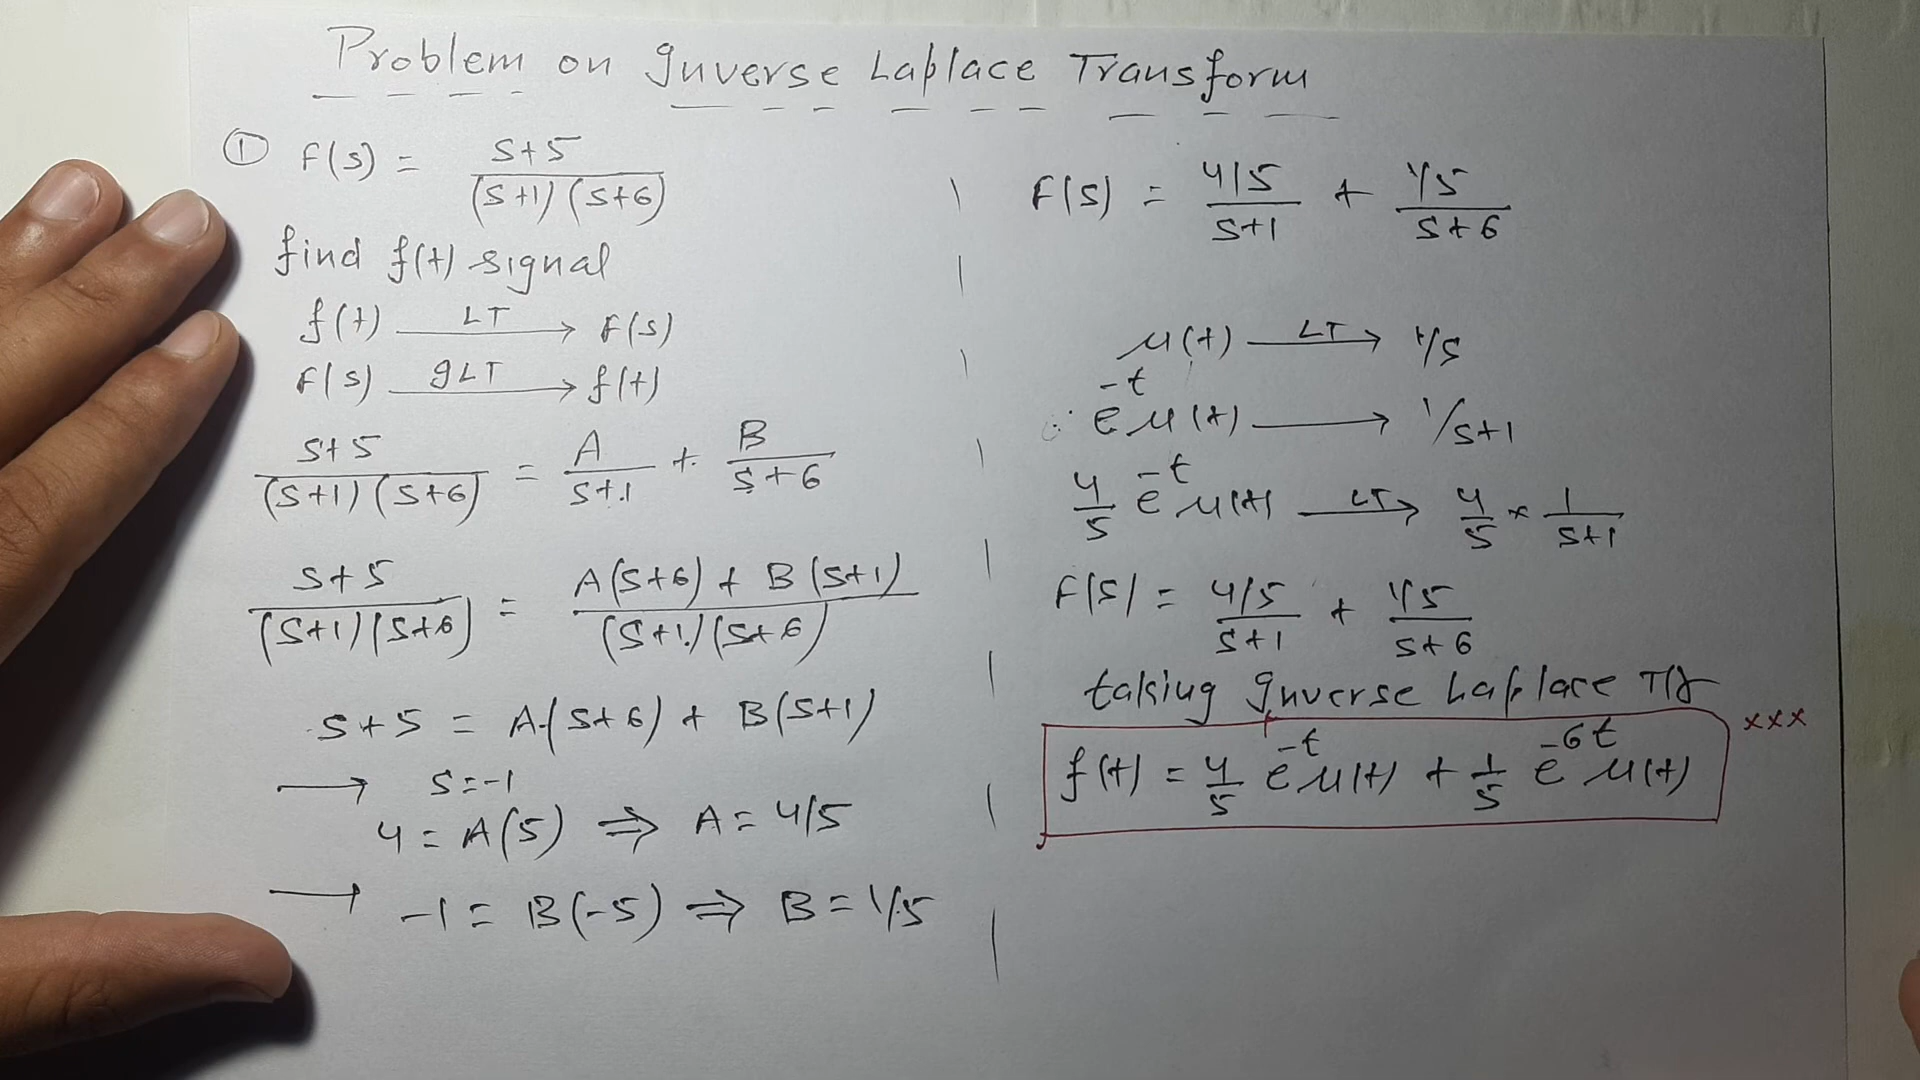 Problem on Inverse Laplace Transform
① F(s) = s+5 / (s+1)(s+6)
find f(t) signal
f(t) —LT→ F(s)
F(s) —ILT→ f(t)
s+5 / (s+1)(s+6) = A / s+1 + B / s+6
s+5 / (s+1)(s+6) = A(s+6) + B(s+1) / (s+1)(s+6)
s+5 = A(s+6) + B(s+1)
→ s=-1
4 = A(5) ⇒ A = 4/5
→ -1 = B(-5) ⇒ B = 1/5
F(s) = 4/5 / s+1 + 1/5 / s+6
u(t) —LT→ 1/s
e^-t u(t) → 1/s+1
4/5 e^-t u(t) —LT→ 4/5 × 1/s+1
F(s) = 4/5 / s+1 + 1/5 / s+6
taking Inverse Laplace
f(t) = 4/5 e^-t u(t) + 1/5 e^-6t u(t) xxx